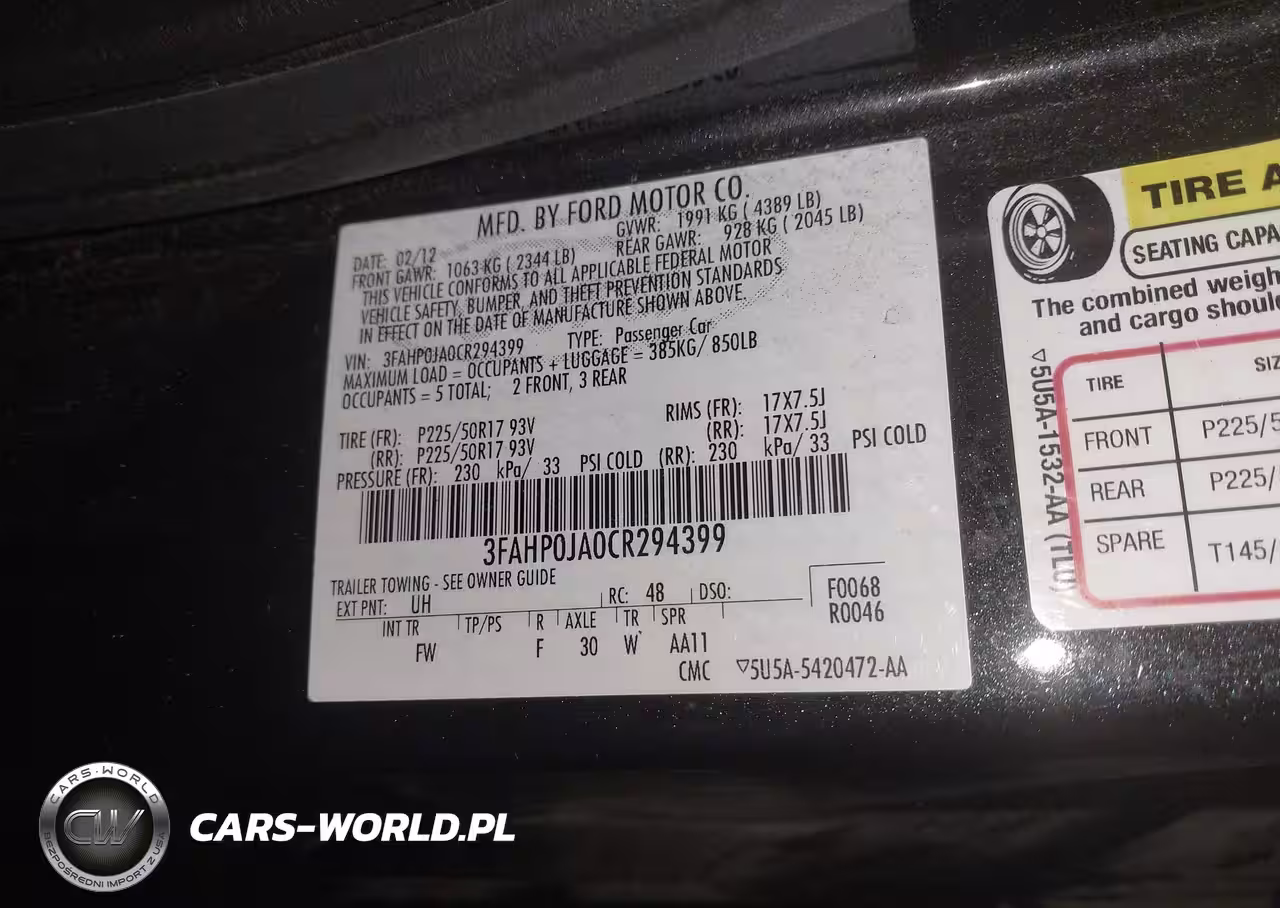 MFD. BY FORD MOTOR CO.
DATE: 02/12 GVWR: 1991 KG ( 4389 LB)
FRONT GAWR: 1063 KG ( 2344 LB) REAR GAWR: 928 KG ( 2045 LB)
THIS VEHICLE CONFORMS TO ALL APPLICABLE FEDERAL MOTOR
VEHICLE SAFETY, BUMPER, AND THEFT PREVENTION STANDARDS
IN EFFECT ON THE DATE OF MANUFACTURE SHOWN ABOVE.
VIN: 3FAHP0JA0CR294399 TYPE: Passenger Car
MAXIMUM LOAD = OCCUPANTS + LUGGAGE = 385KG/ 850LB
OCCUPANTS = 5 TOTAL; 2 FRONT, 3 REAR
TIRE (FR): P225/50R17 93V RIMS (FR): 17X7.5J
(RR): P225/50R17 93V (RR): 17X7.5J
PRESSURE (FR): 230 kPa/ 33 PSI COLD (RR): 230 kPa/ 33 PSI COLD
3FAHP0JA0CR294399
TRAILER TOWING - SEE OWNER GUIDE
EXT PNT: UH RC: 48 DSO: F0068
R0046
INT TR TP/PS R AXLE TR SPR
FW F 30 W AA11
CMC ▽5U5A-5420472-AA
TIRE A
SEATING CAPA
The combined weigh
and cargo shoul
▽5U5A-1532-AA (TLU)
TIRE SIZ
FRONT P225/5
REAR P225/
SPARE T145/
CARS-WORLD
CW
BEZPOŚREDNI IMPORT Z USA
CARS-WORLD.PL